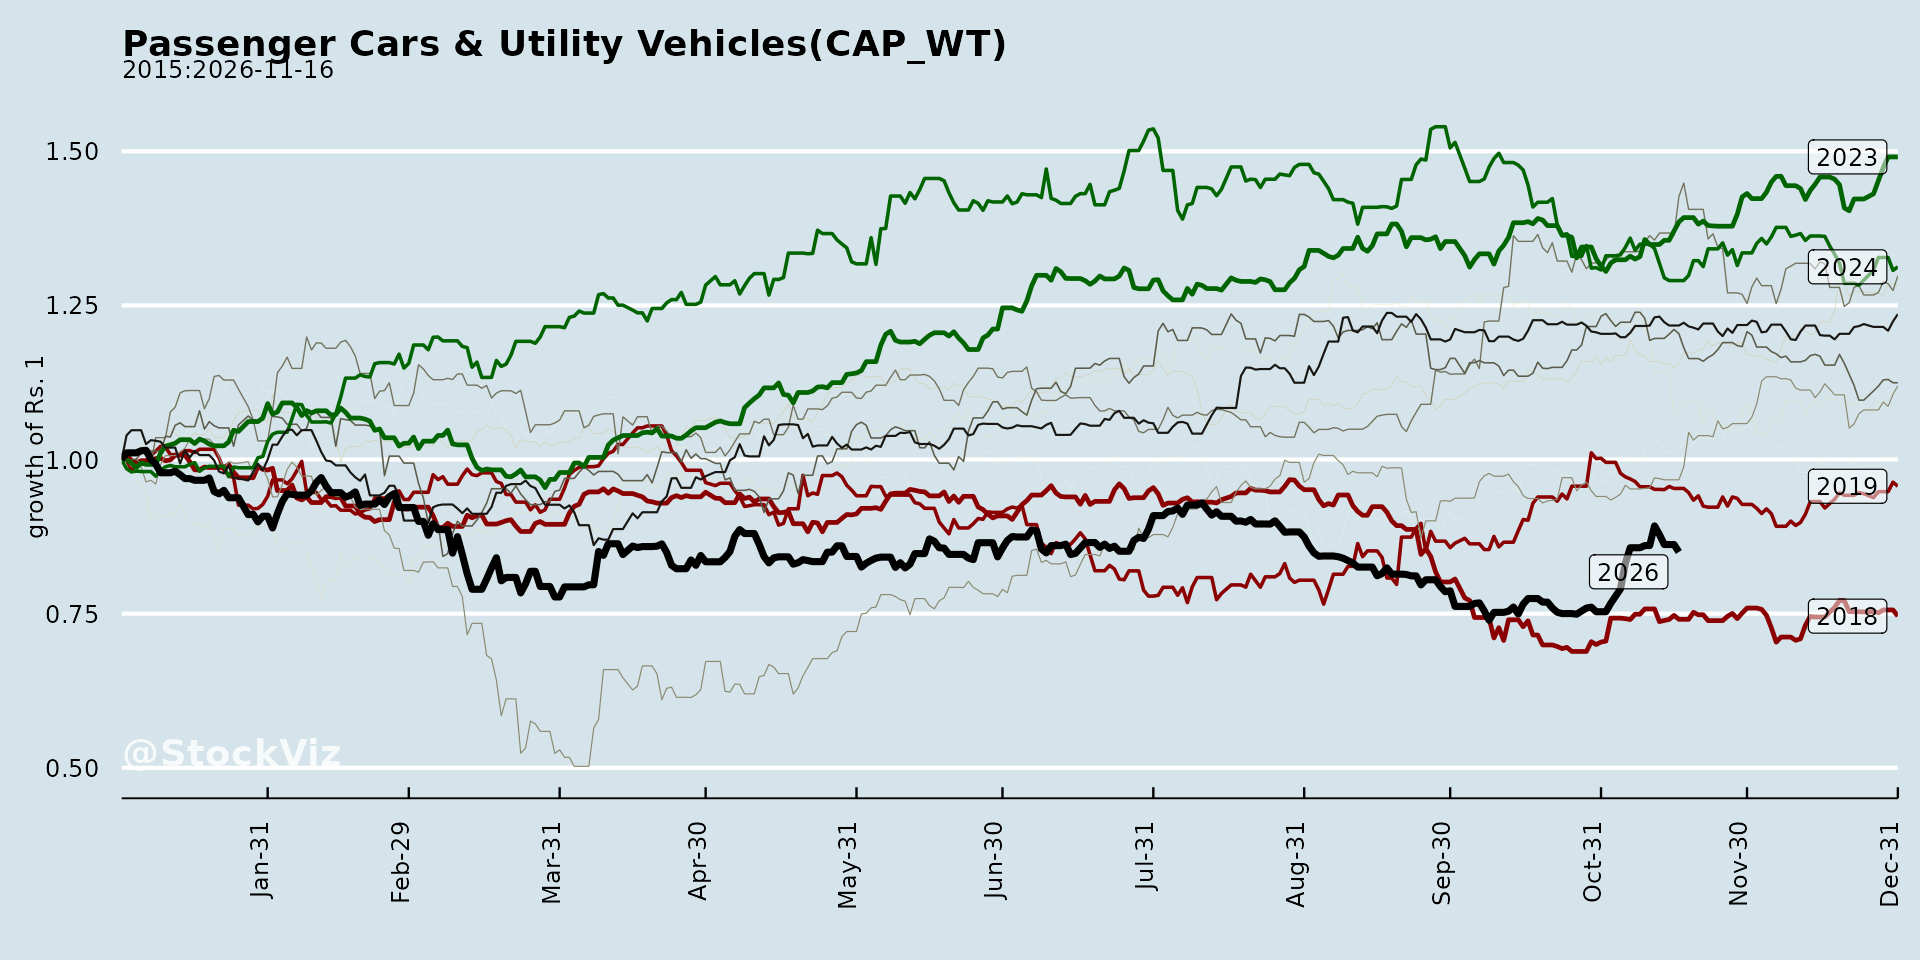 Passenger Cars & Utility Vehicles(CAP_WT)
2015:2026-11-16
growth of Rs. 1
1.50
1.25
1.00
0.75
0.50
2023
2024
2019
2026
2018
@StockViz
Jan-31
Feb-29
Mar-31
Apr-30
May-31
Jun-30
Jul-31
Aug-31
Sep-30
Oct-31
Nov-30
Dec-31